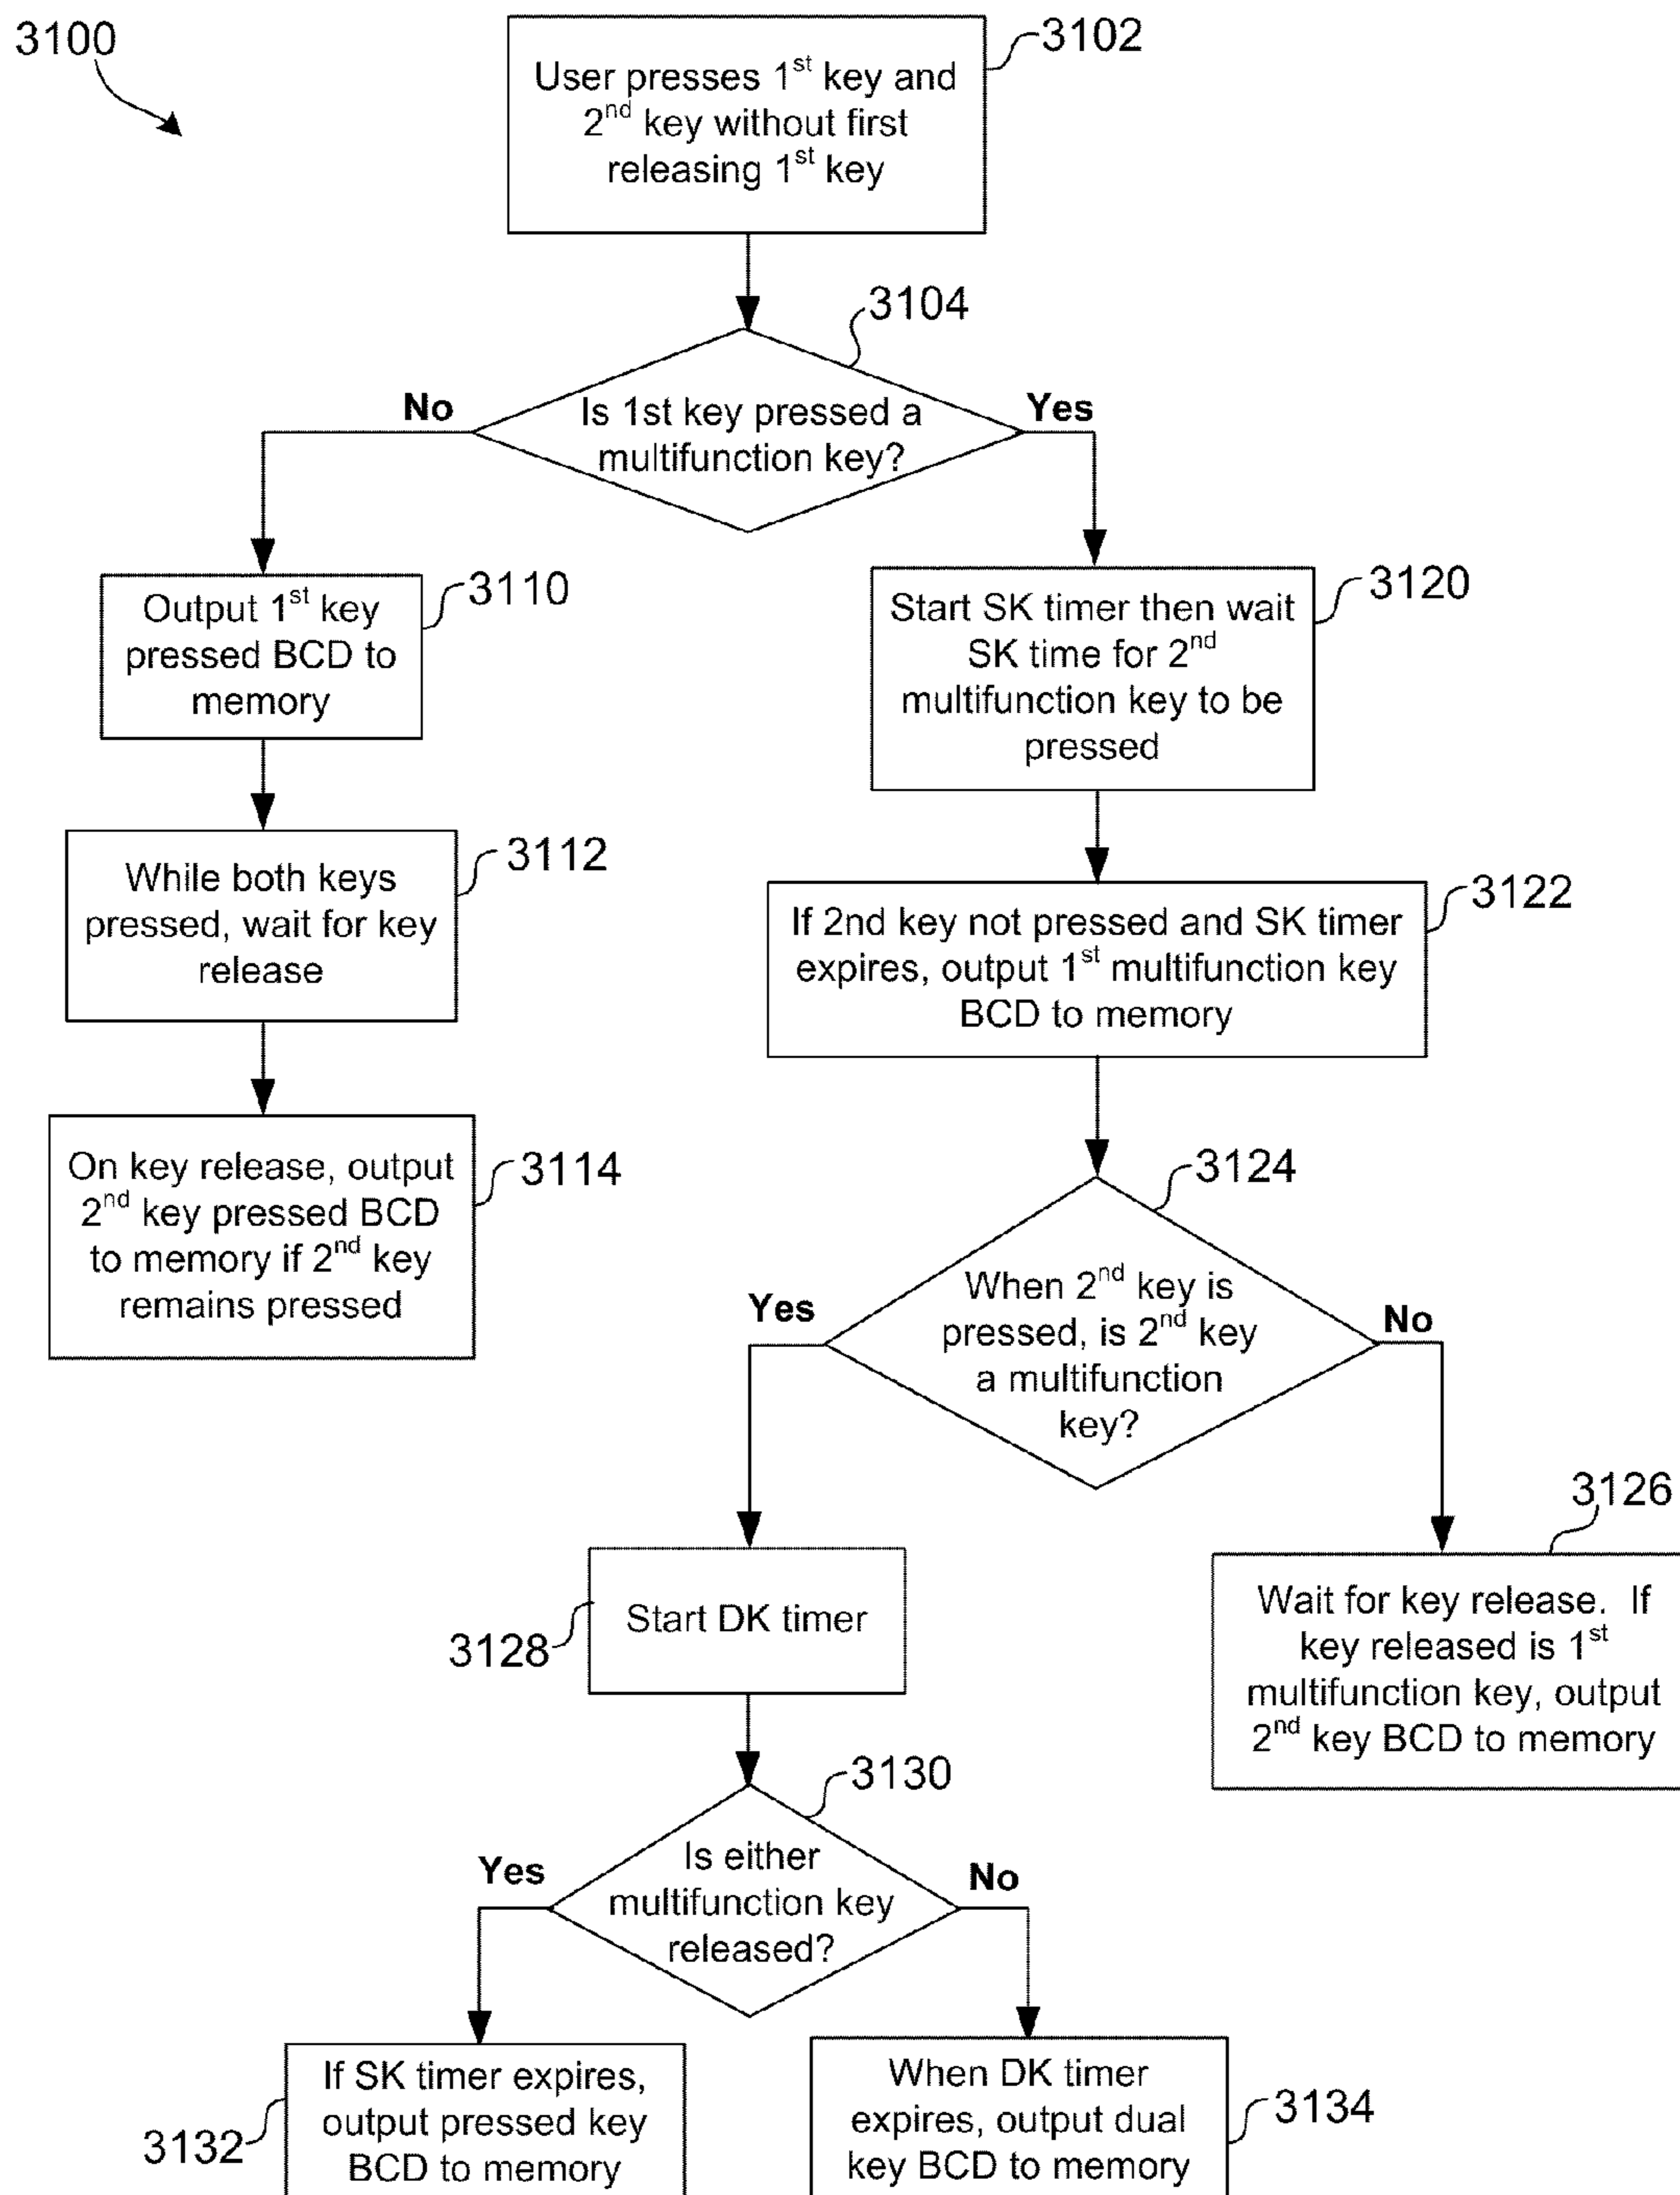 3100
3102
User presses 1st key and
2nd key without first
releasing 1st key
3104
No
Is 1st key pressed a
multifunction key?
Yes
3110
Output 1st key
pressed BCD to
memory
3120
Start SK timer then wait
SK time for 2nd
multifunction key to be
pressed
3112
While both keys
pressed, wait for key
release
3122
If 2nd key not pressed and SK timer
expires, output 1st multifunction key
BCD to memory
3114
On key release, output
2nd key pressed BCD
to memory if 2nd key
remains pressed
3124
Yes
When 2nd key is
pressed, is 2nd key
a multifunction
key?
No
3126
Wait for key release. If
key released is 1st
multifunction key, output
2nd key BCD to memory
Start DK timer
3128
3130
Yes
Is either
multifunction key
released?
No
If SK timer expires,
output pressed key
BCD to memory
3132
When DK timer
expires, output dual
key BCD to memory
3134